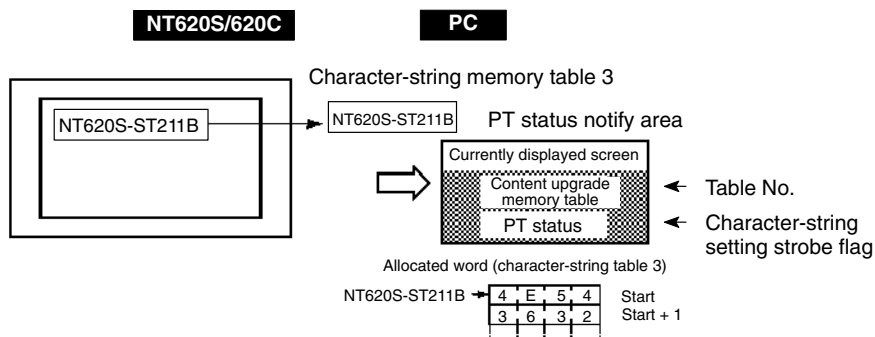 NT620S/620C PC
Character-string memory table 3
NT620S-ST211B NT620S-ST211B PT status notify area
Currently displayed screen
Content upgrade
memory table
Table No.
PT status
Character-string
setting strobe flag
Allocated word (character-string table 3)
NT620S-ST211B 4 E 5 4 Start
3 6 3 2 Start + 1